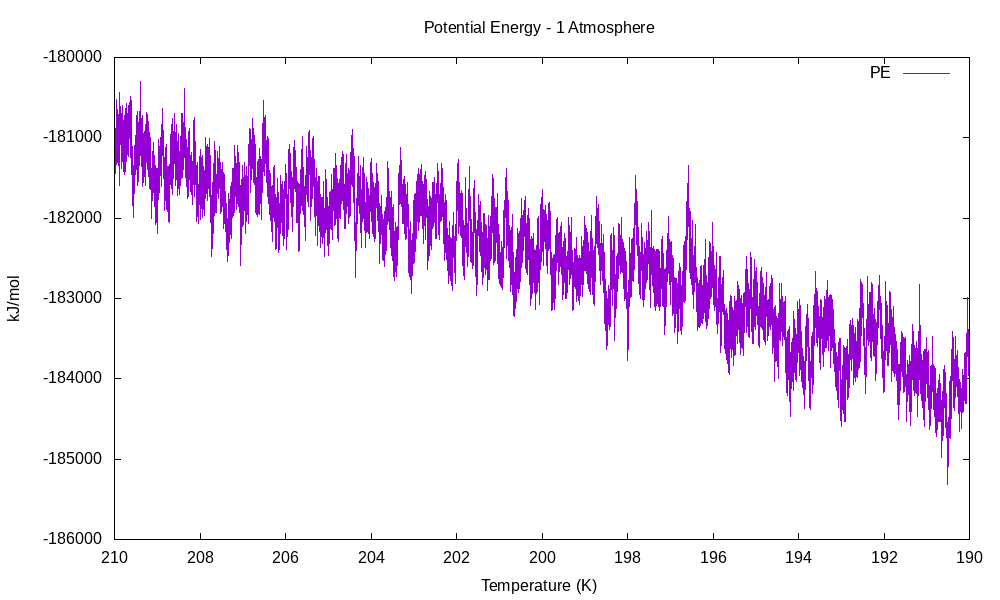 Potential Energy - 1 Atmosphere
PE
-180000
-181000
-182000
-183000
-184000
-185000
-186000
kJ/mol
210 208 206 204 202 200 198 196 194 192 190
Temperature (K)